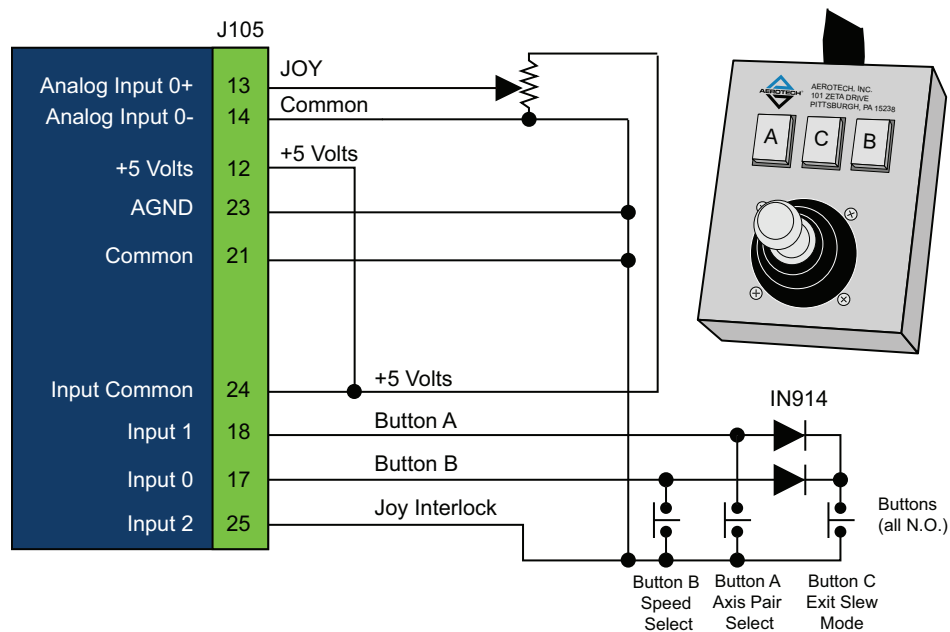 J105
Analog Input 0+ 13 JOY
Analog Input 0- 14 Common
+5 Volts 12 +5 Volts
AGND 23
Common 21
Input Common 24 +5 Volts
Input 1 18 Button A
Input 0 17 Button B
Input 2 25 Joy Interlock
AEROTECH
AEROTECH, INC.
101 ZETA DRIVE
PITTSBURGH, PA 15238
A C B
IN914
Buttons
(all N.O.)
Button B
Speed
Select
Button A
Axis Pair
Select
Button C
Exit Slew
Mode